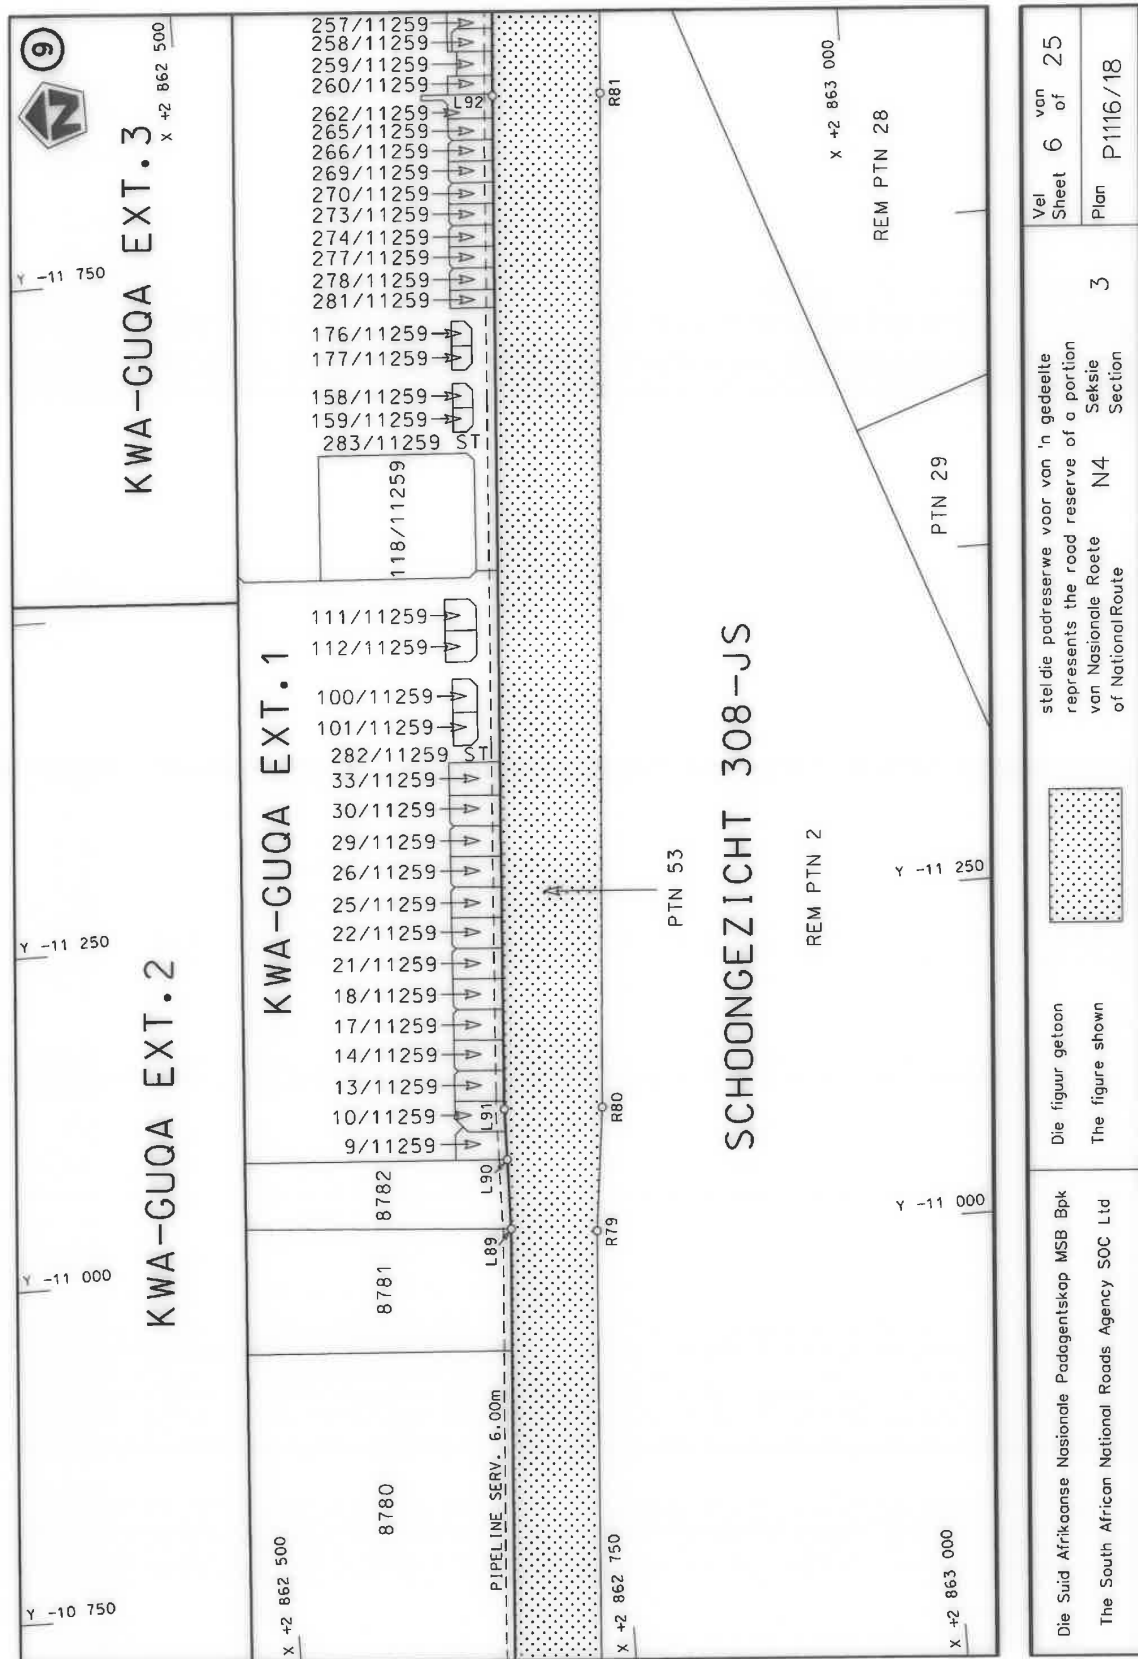 9
N
X +2 862 500
Y -11 750
KWA-GUQA EXT.3
Y -11 250
KWA-GUQA EXT.2
Y -11 000
Y -10 750
257/11259
258/11259
259/11259
260/11259
262/11259
265/11259
266/11259
269/11259
270/11259
273/11259
274/11259
277/11259
278/11259
281/11259
176/11259
177/11259
158/11259
159/11259
283/11259 ST
118/11259
111/11259
112/11259
100/11259
101/11259
282/11259 ST
33/11259
30/11259
29/11259
26/11259
25/11259
22/11259
21/11259
18/11259
17/11259
14/11259
13/11259
10/11259
9/11259
KWA-GUQA EXT.1
8782
8781
8780
X +2 862 500
PIPELINE SERV. 6.00m
L92
L91
L90
L89
R81
R80
R79
X +2 862 750
PTN 53
SCHOONGEZICHT 308-JS
REM PTN 2
X +2 863 000
REM PTN 28
PTN 29
Y -11 250
Y -11 000
X +2 863 000
Die Suid Afrikaanse Nasionale Padagentskap MSB Bpk
The South African National Roads Agency SOC Ltd
Die figuur getoon
The figure shown
stel die padreserwe voor van 'n gedeelte
represents the road reserve of a portion
van Nasionale Roete N4 Seksie 3
of National Route Section
Vel 6 van 25
Sheet of
Plan P1116/18